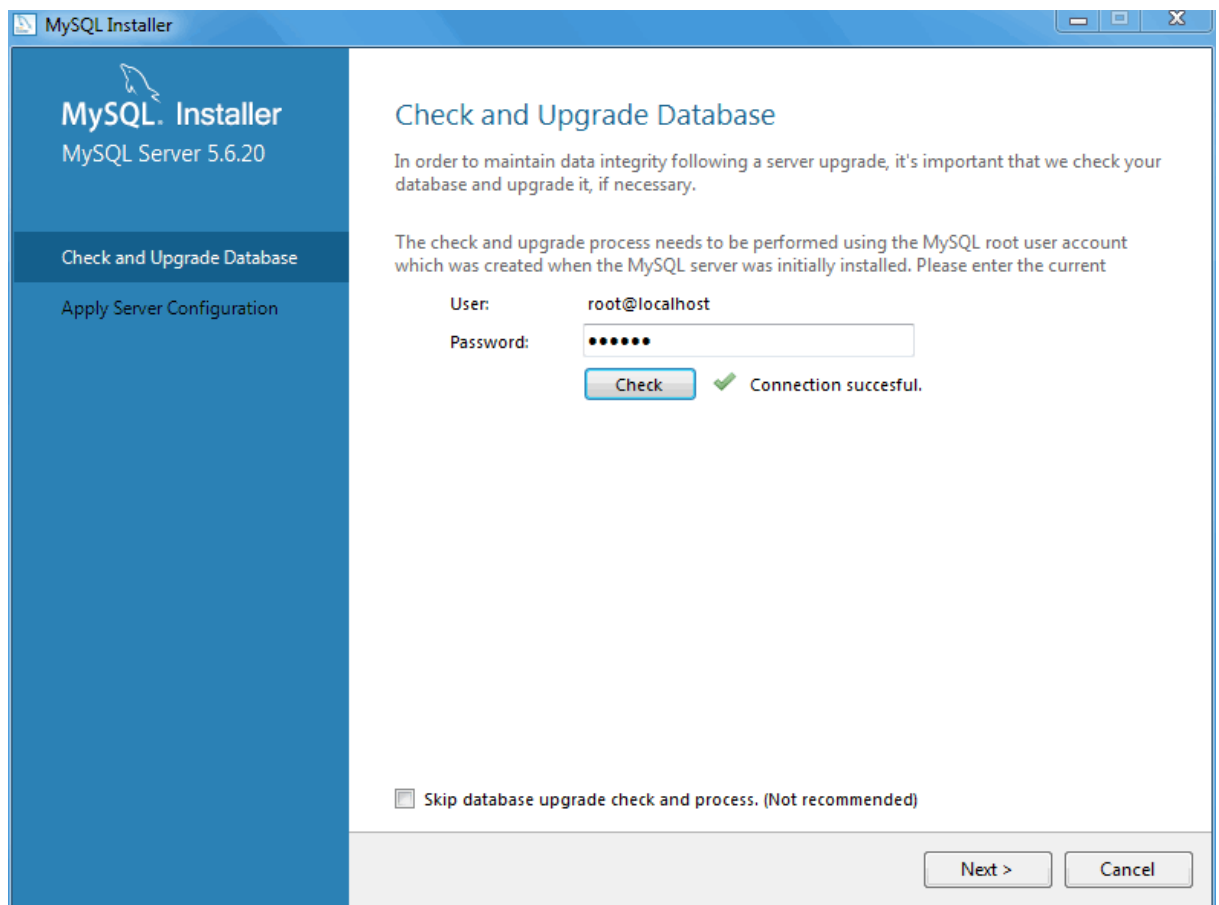 MySQL Installer
MySQL. Installer
MySQL Server 5.6.20
Check and Upgrade Database
Apply Server Configuration
Check and Upgrade Database
In order to maintain data integrity following a server upgrade, it's important that we check your
database and upgrade it, if necessary.
The check and upgrade process needs to be performed using the MySQL root user account
which was created when the MySQL server was initially installed. Please enter the current
User: root@localhost
Password: ••••••
Check Connection succesful.
Skip database upgrade check and process. (Not recommended)
Next > Cancel